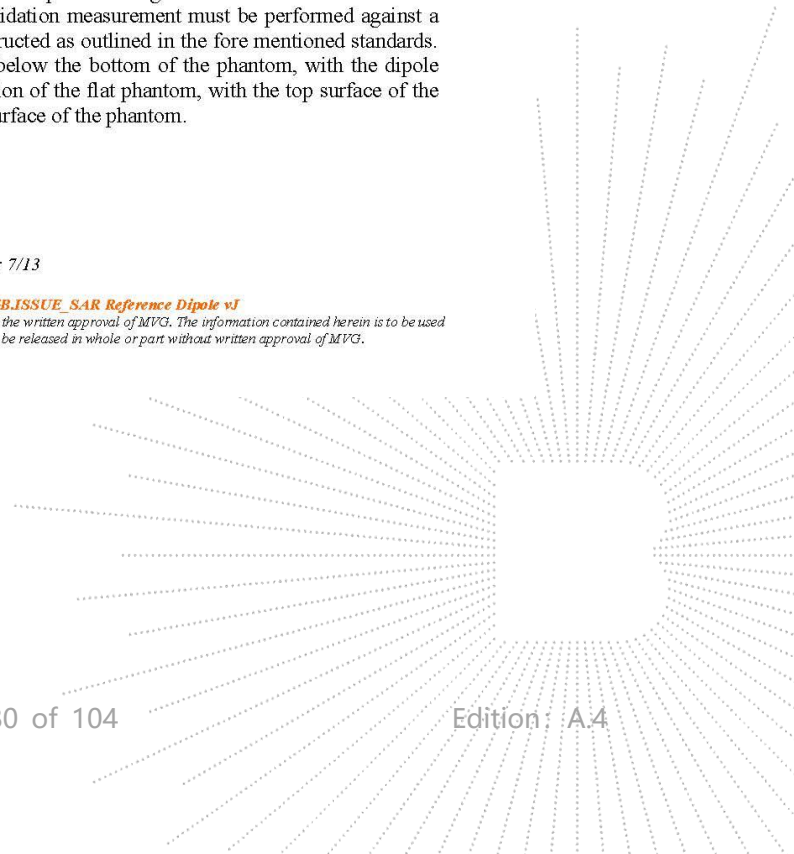 idation measurement must be performed against a
ructed as outlined in the fore mentioned standards.
below the bottom of the phantom, with the dipole
ion of the flat phantom, with the top surface of the
urface of the phantom.
: 7/13
B.ISSUE_SAR Reference Dipole vJ
the written approval of MVG. The information contained herein is to be used
be released in whole or part without written approval of MVG.
80 of 104
Edition: A.4